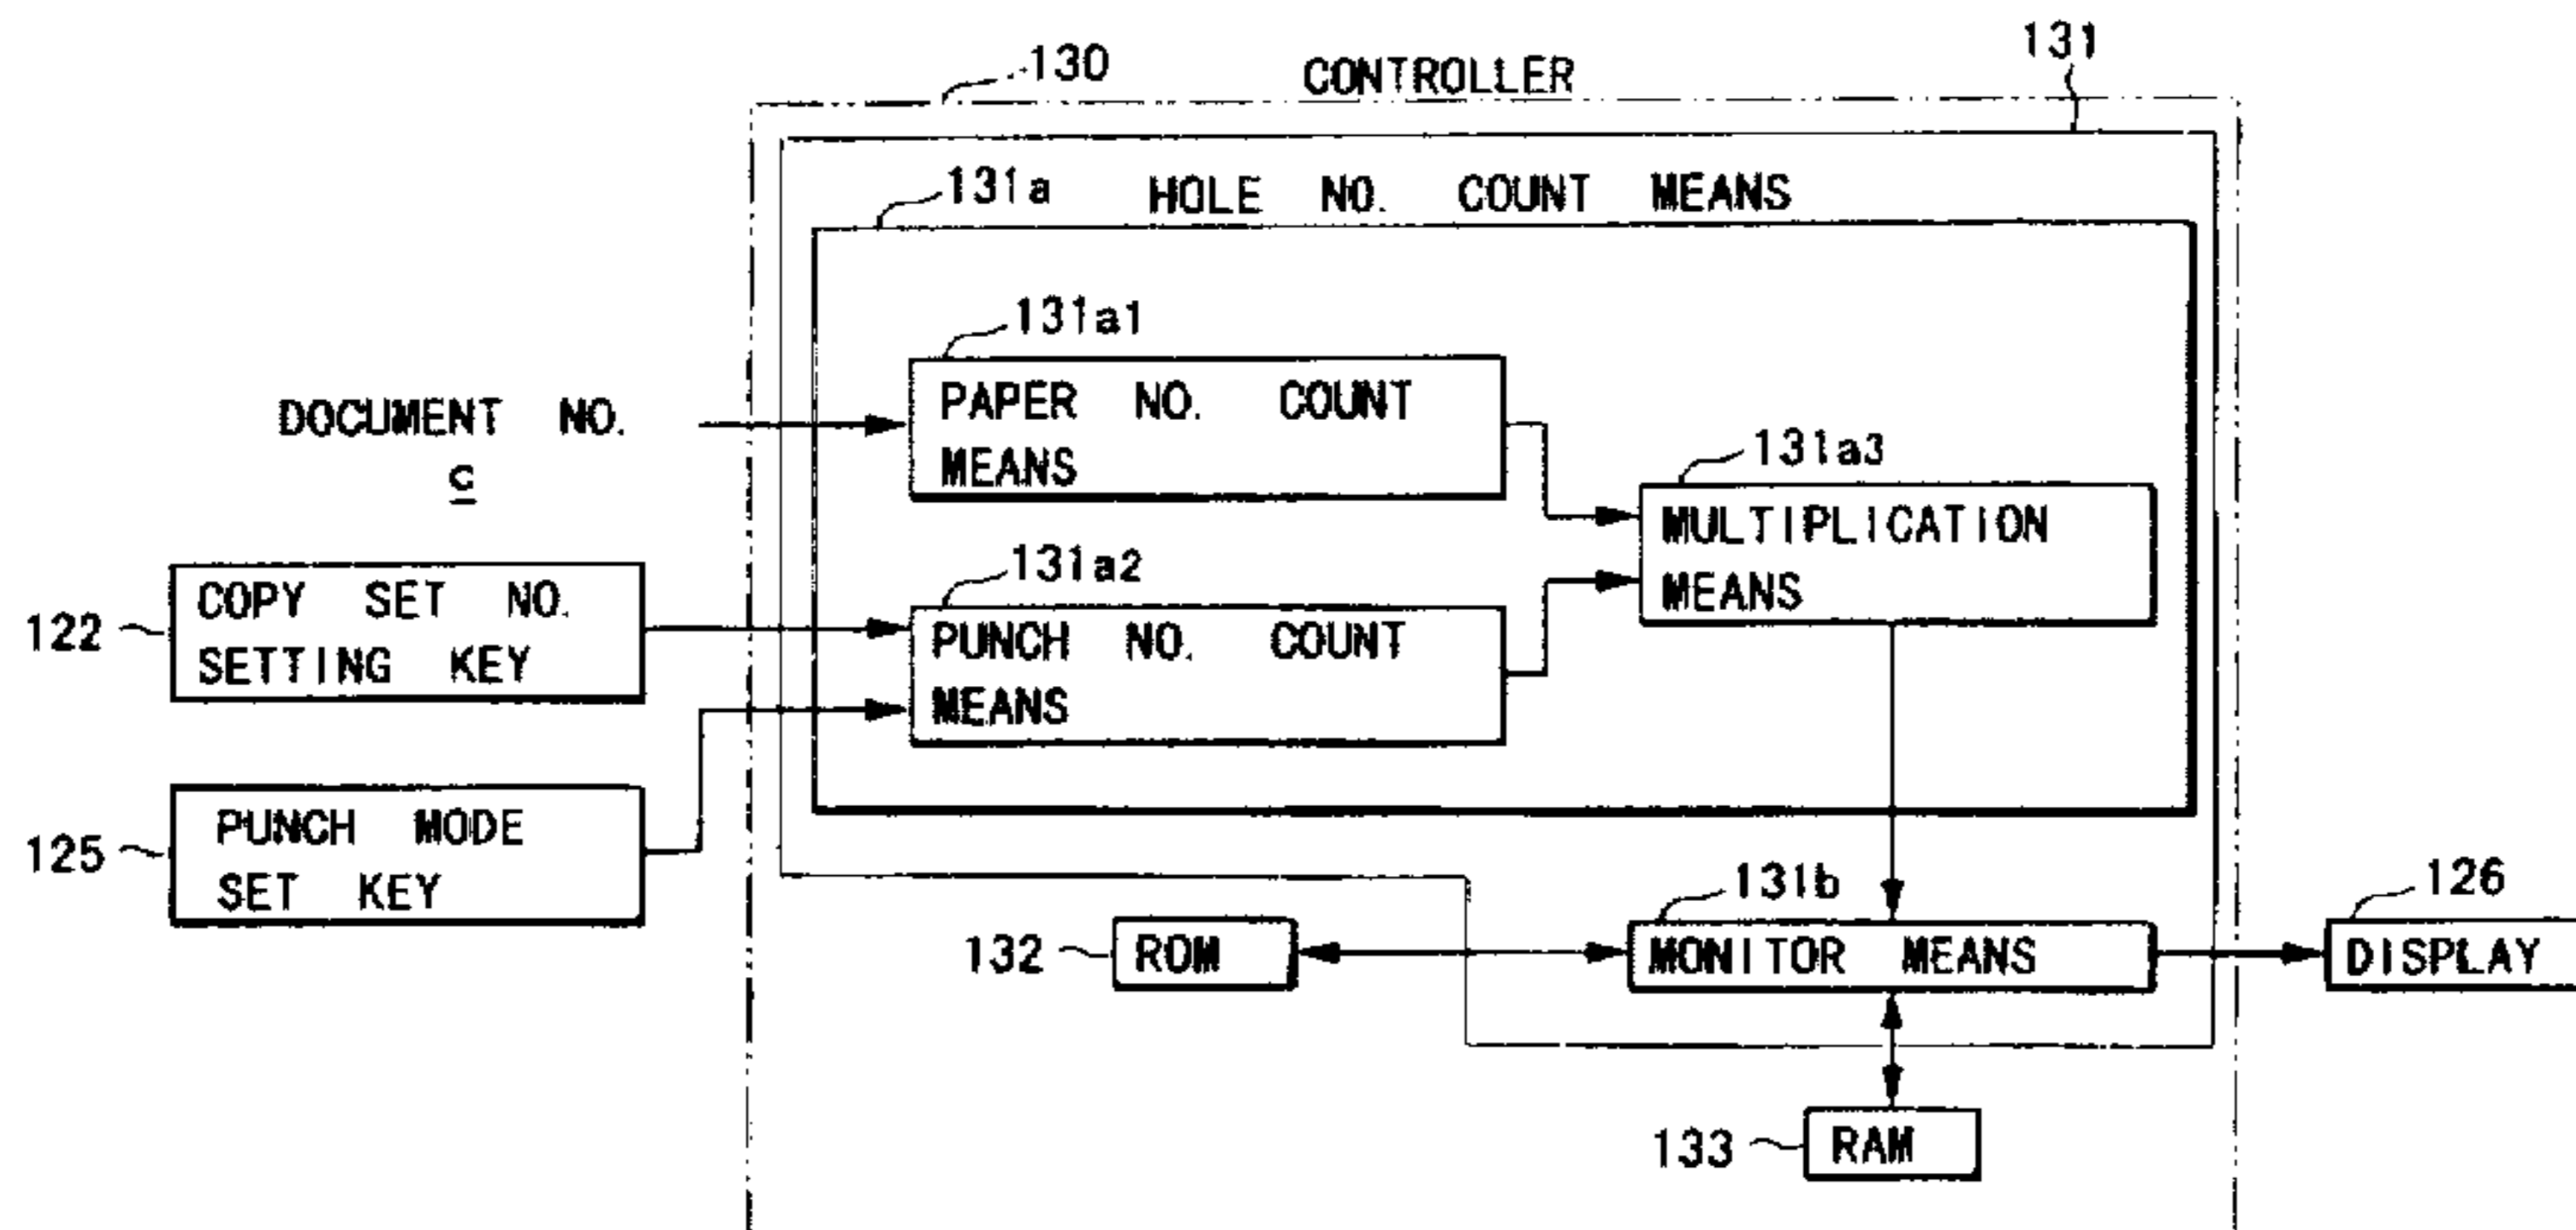 131
130
CONTROLLER
131a HOLE NO. COUNT MEANS
131a1
PAPER NO. COUNT
MEANS
DOCUMENT NO.
C
131a3
MULTIPLICATION
MEANS
131a2
PUNCH NO. COUNT
MEANS
122
COPY SET NO.
SETTING KEY
125
PUNCH MODE
SET KEY
131b
MONITOR MEANS
132
ROM
126
DISPLAY
133
RAM